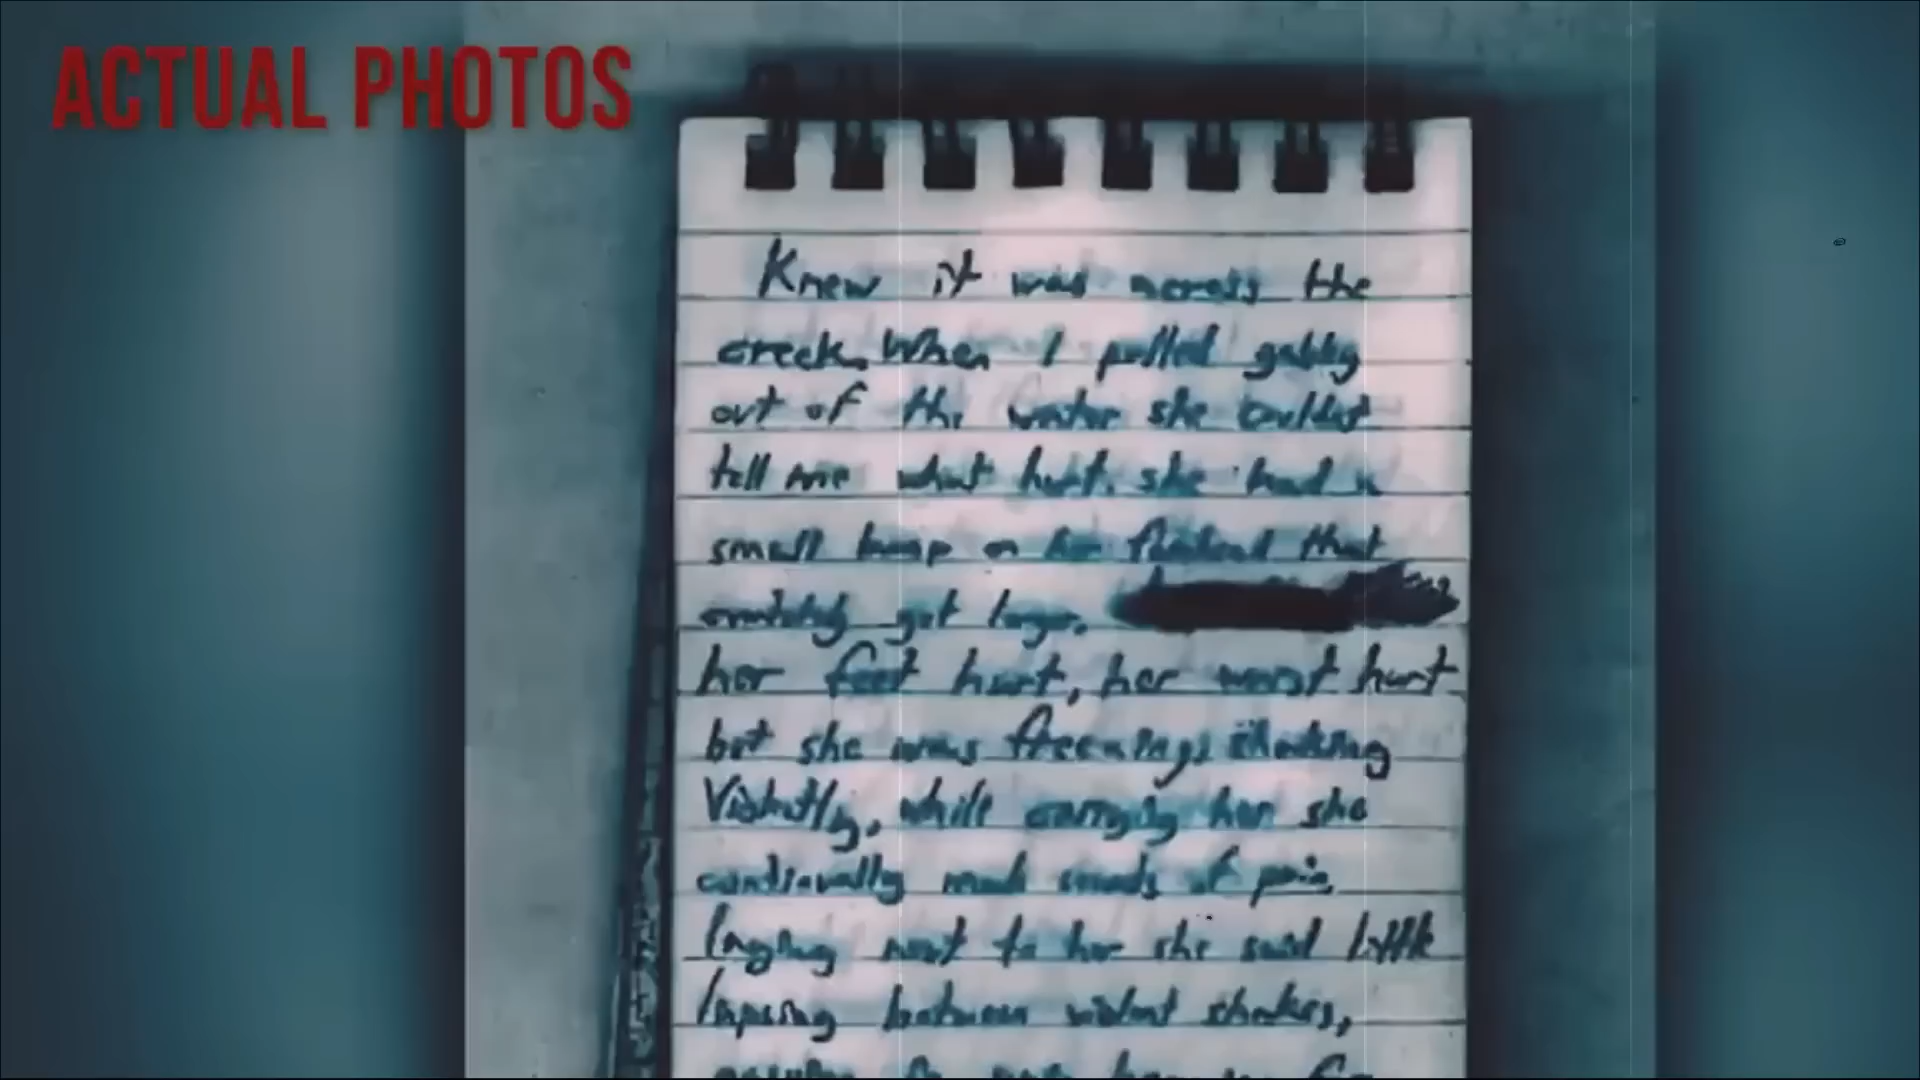 ACTUAL PHOTOS
Knew it was across the
creek. When I pulled gabby
out of the water she couldnt
tell me what hurt. she had a
small bump on her forehead that
got larger.
her feet hurt, her wrist hurt
but she was freezing, shaking
Violently, while carrying her she
continually made sounds of pain,
laying next to her she said little
lapsing between violent shakes,